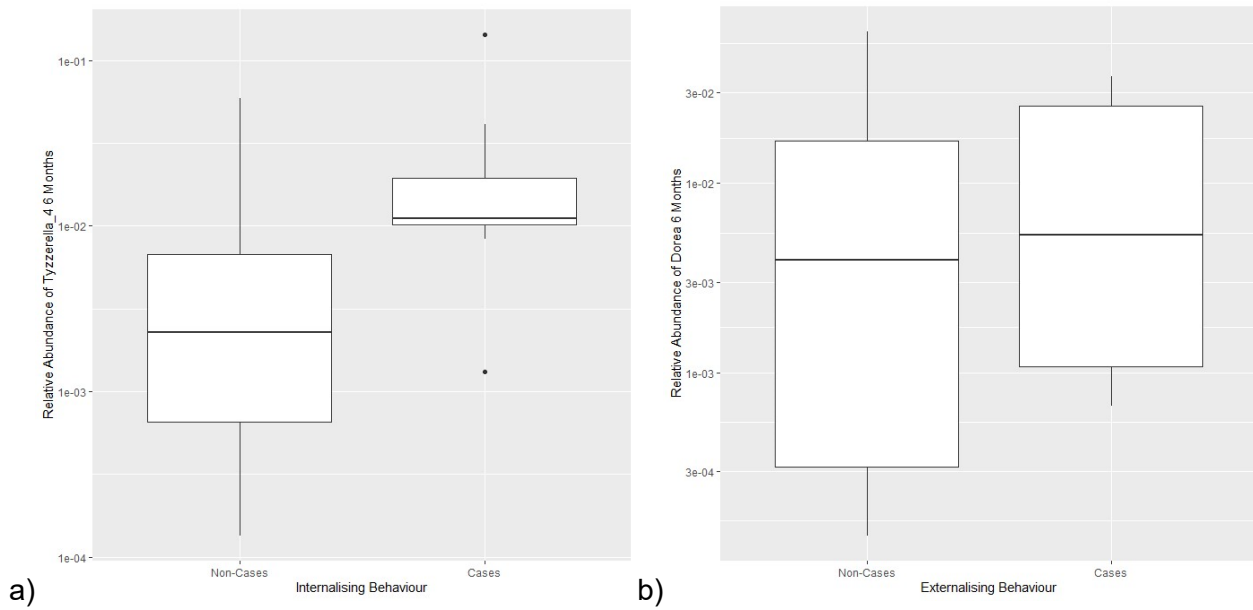 Relative Abundance of Tyzzerella_4 6 Months
1e-01
1e-02
1e-03
1e-04
Non-Cases
Cases
Internalising Behaviour
a)
Relative Abundance of Dorea 6 Months
3e-02
1e-02
3e-03
1e-03
3e-04
Non-Cases
Cases
Externalising Behaviour
b)